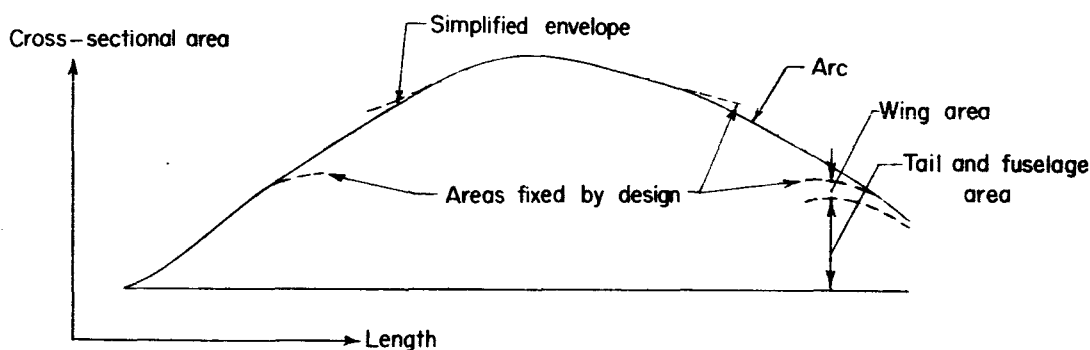 Simplified envelope
Cross-sectional area
Arc
Wing area
Tail and fuselage
area
Areas fixed by design
Length